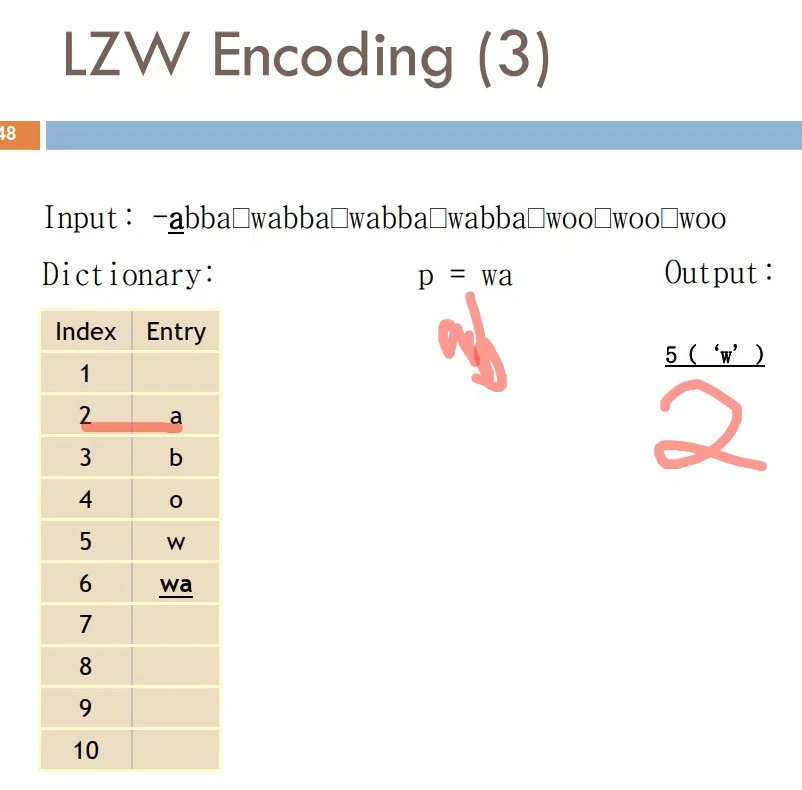 LZW Encoding (3)
48
Input: -abba□wabba□wabba□wabba□woo□woo□woo
Dictionary:
p = wa
Output:
Index Entry
1
5 ( ‘w’ )
2 a
2
3 b
4 o
5 w
6 wa
7
8
9
10